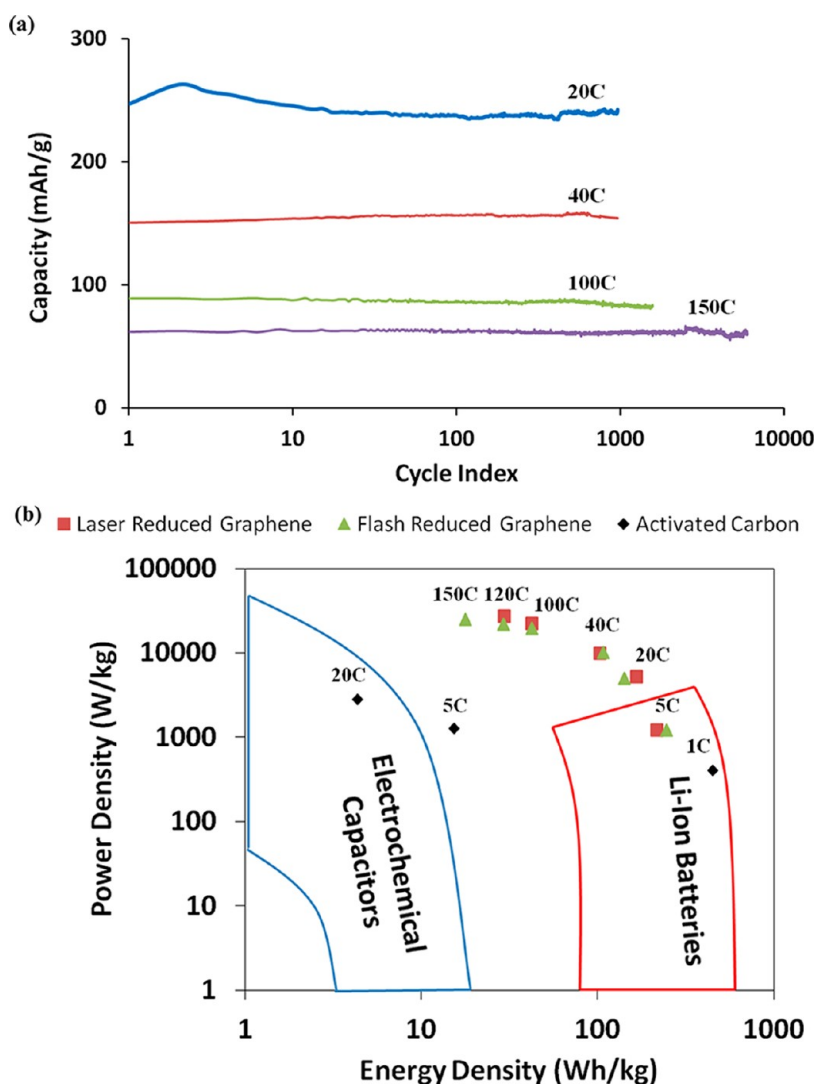 (a)
300
200
100
0
Capacity (mAh/g)
20C
40C
100C
150C
1 10 100 1000 10000
Cycle Index
(b)
Laser Reduced Graphene Flash Reduced Graphene Activated Carbon
100000
10000
1000
100
10
1
Power Density (W/kg)
150C 120C 100C
40C
20C
20C
5C
5C
1C
Electrochemical
Capacitors
Li-Ion Batteries
1 10 100 1000
Energy Density (Wh/kg)